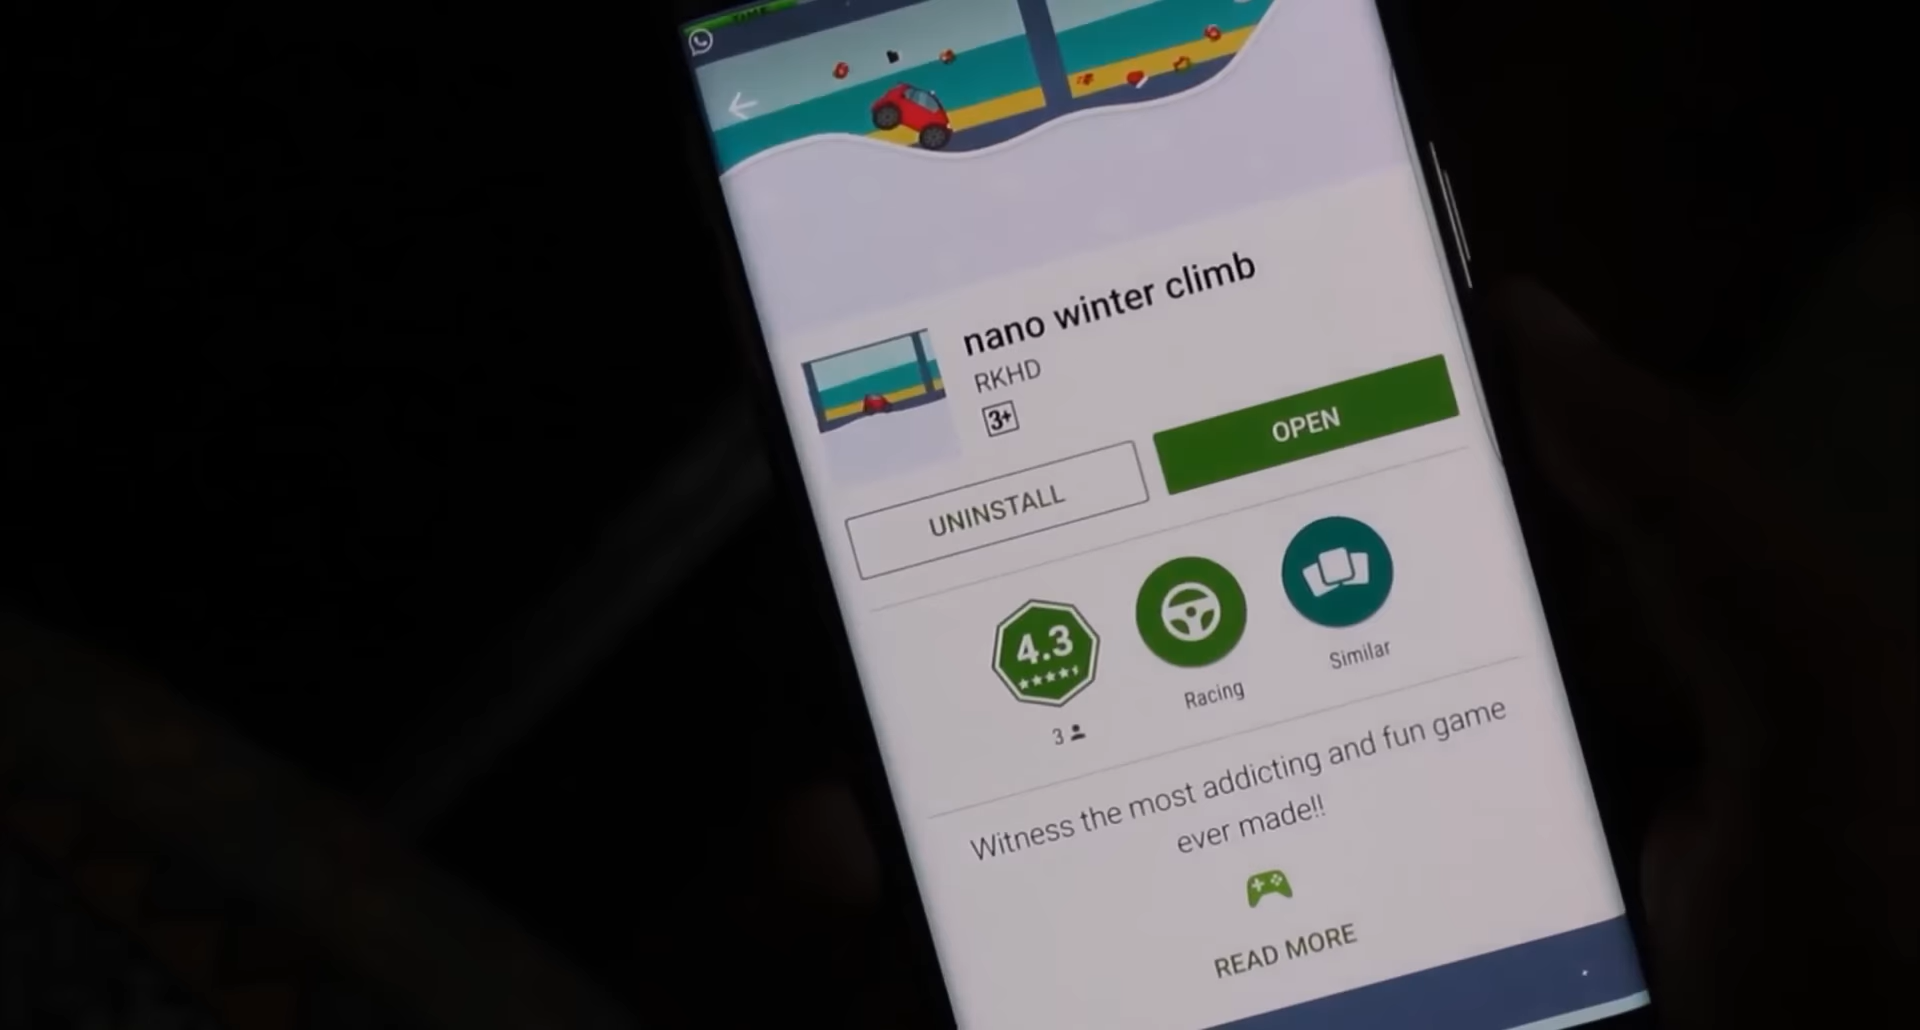 TIME
nano winter climb
RKHD
3+
UNINSTALL
OPEN
4.3
3
Racing
Similar
Witness the most addicting and fun game
ever made!!
READ MORE